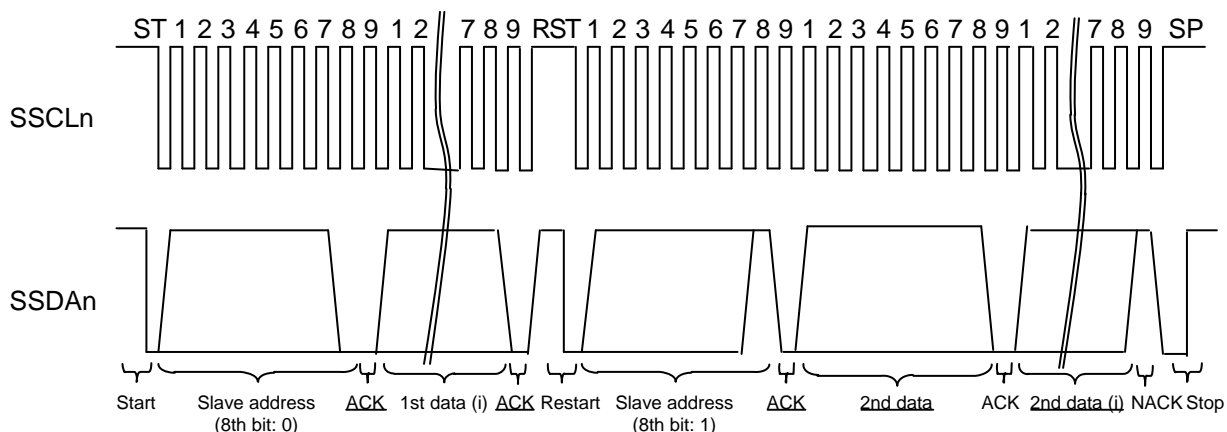 ST 1 2 3 4 5 6 7 8 9 1 2 7 8 9 RST 1 2 3 4 5 6 7 8 9 1 2 3 4 5 6 7 8 9 1 2 7 8 9 SP
SSCLn
SSDAn
Start Slave address ACK 1st data (i) ACK Restart Slave address ACK 2nd data ACK 2nd data (i) NACK Stop
(8th bit: 0) (8th bit: 1)